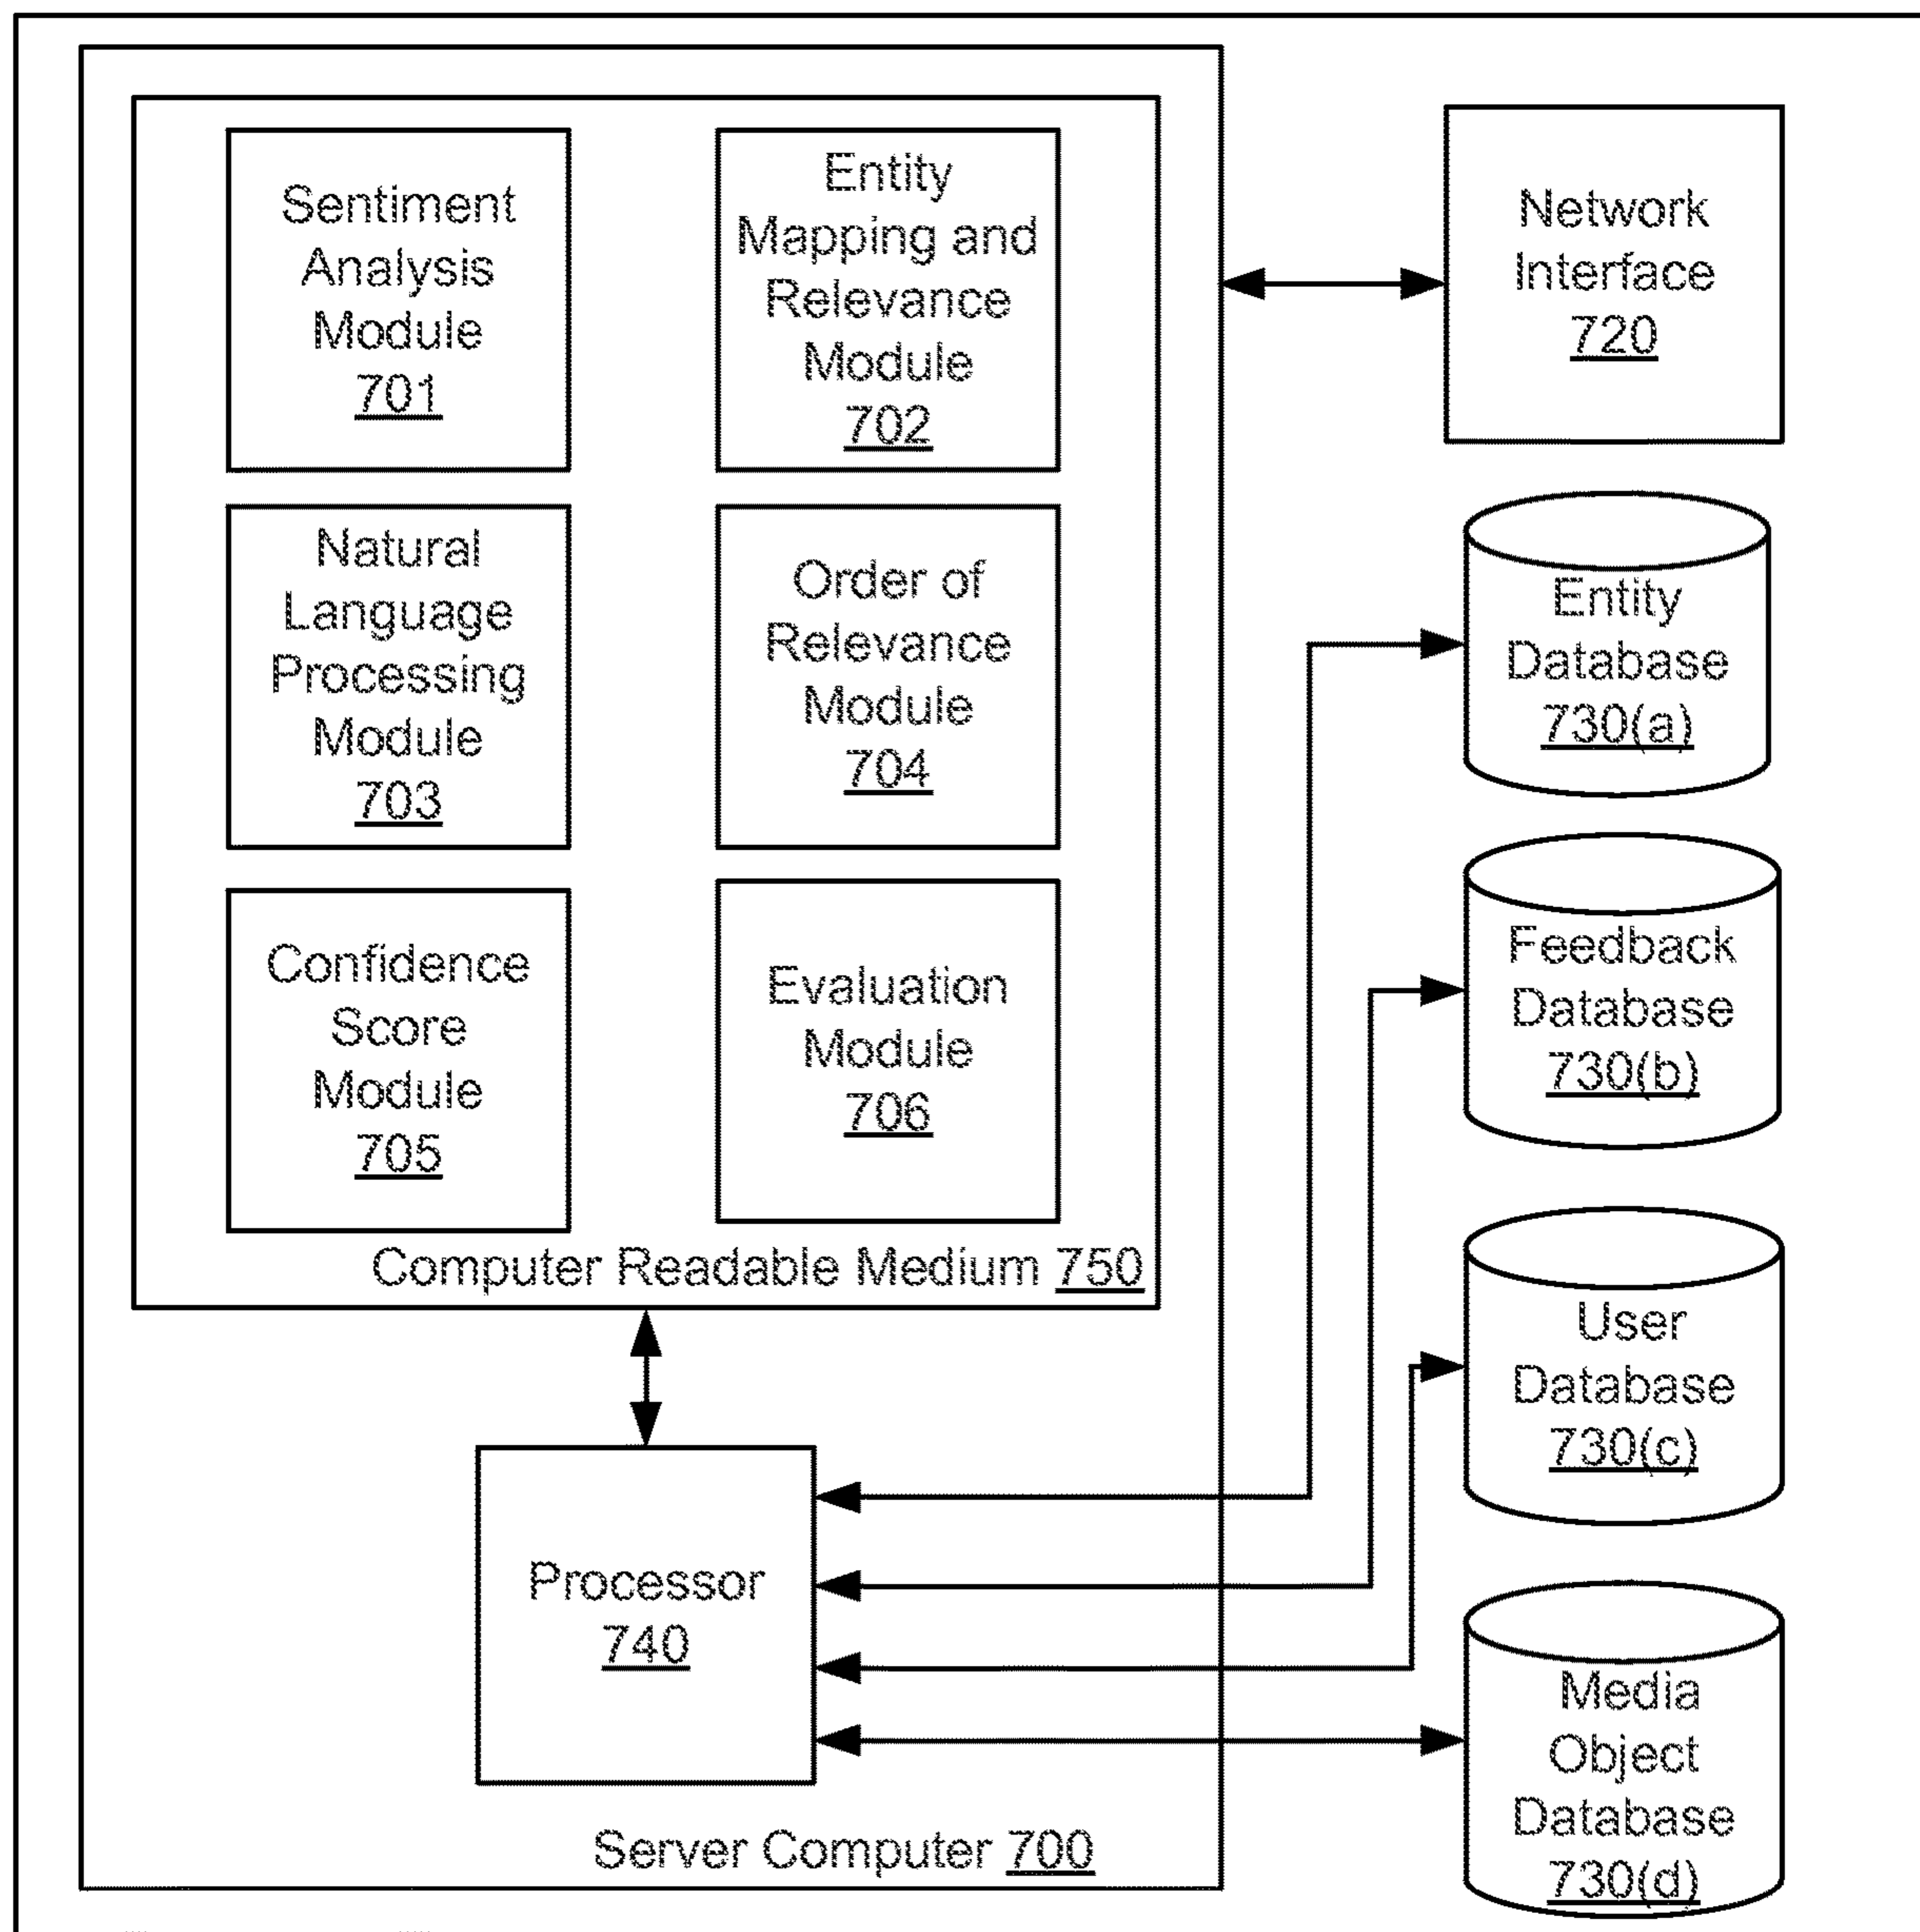 Sentiment
Analysis
Module
701
Entity
Mapping and
Relevance
Module
702
Natural
Language
Processing
Module
703
Order of
Relevance
Module
704
Confidence
Score
Module
705
Evaluation
Module
706
Computer Readable Medium 750
Processor
740
Server Computer 700
Network
Interface
720
Entity
Database
730(a)
Feedback
Database
730(b)
User
Database
730(c)
Media
Object
Database
730(d)